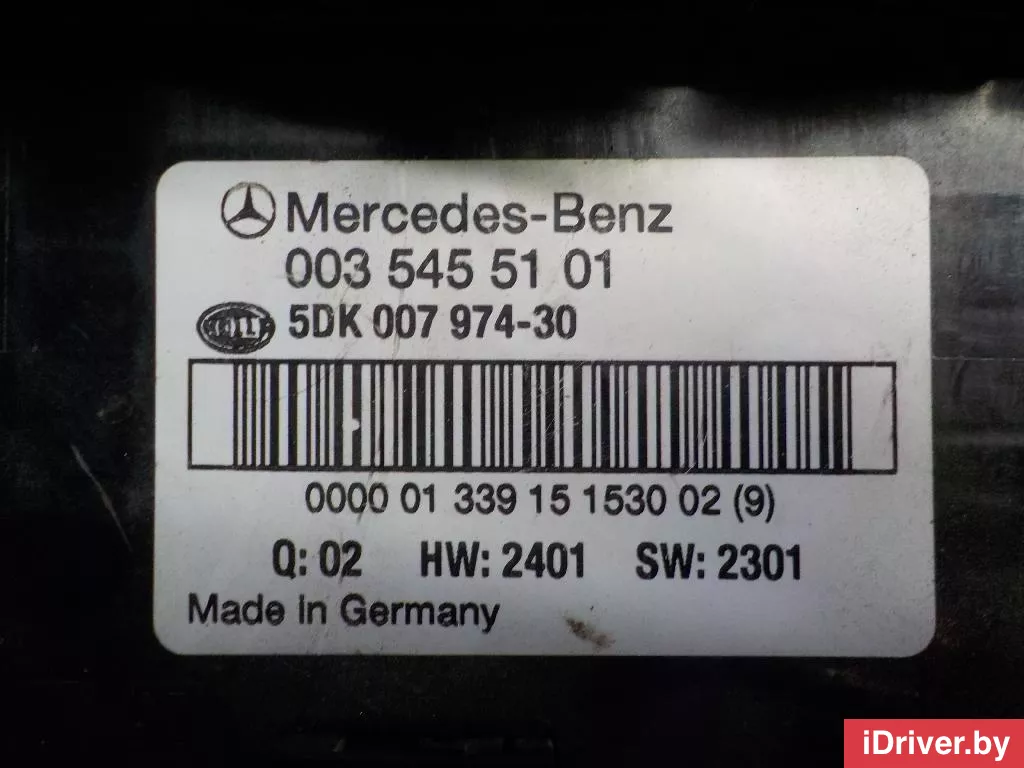 Mercedes-Benz
003 545 51 01
HELLA 5DK 007 974-30
0000 01 339 15 1530 02 (9)
Q: 02 HW: 2401 SW: 2301
Made in Germany
iDriver.by